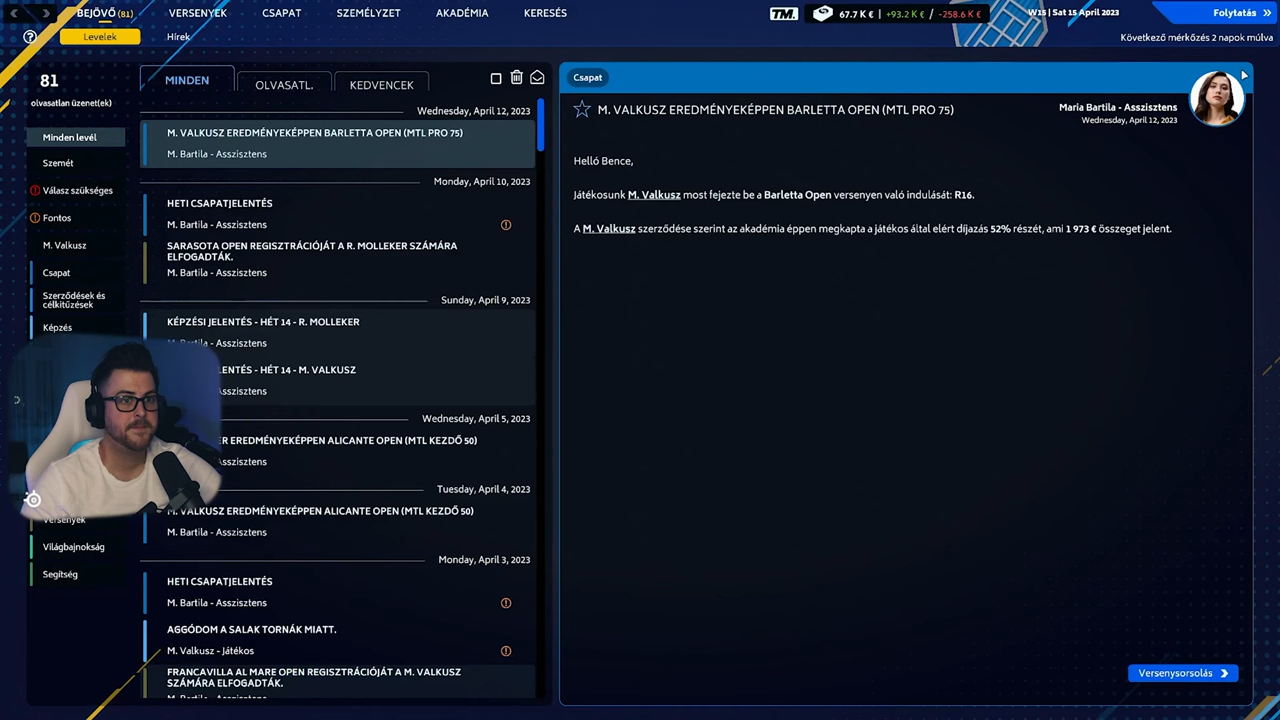 BEJÖVŐ (81)
VERSENYEK
CSAPAT
SZEMÉLYZET
AKADÉMIA
KERESÉS
TM.
67.7 K € | +93.2 K € / -258.6 K €
W15 | Sat 15 April 2023
Folytatás
Levelek
Hírek
Következő mérkőzés 2 napok múlva
81
olvasatlan üzenet(ek)
Minden levél
Szemét
Válasz szükséges
Fontos
M. Valkusz
Csapat
Szerződések és
célkitűzések
Képzés
Versenyek
Világbajnokság
Segítség
MINDEN
OLVASATL.
KEDVENCEK
Wednesday, April 12, 2023
M. VALKUSZ EREDMÉNYEKÉPPEN BARLETTA OPEN (MTL PRO 75)
M. Bartila - Asszisztens
Monday, April 10, 2023
HETI CSAPATJELENTÉS
M. Bartila - Asszisztens
SARASOTA OPEN REGISZTRÁCIÓJÁT A R. MOLLEKER SZÁMÁRA
ELFOGADTÁK.
M. Bartila - Asszisztens
Sunday, April 9, 2023
KÉPZÉSI JELENTÉS - HÉT 14 - R. MOLLEKER
M. Bartila - Asszisztens
LENTÉS - HÉT 14 - M. VALKUSZ
Asszisztens
Wednesday, April 5, 2023
EREDMÉNYEKÉPPEN ALICANTE OPEN (MTL KEZDŐ 50)
Asszisztens
Tuesday, April 4, 2023
M. VALKUSZ EREDMÉNYEKÉPPEN ALICANTE OPEN (MTL KEZDŐ 50)
M. Bartila - Asszisztens
Monday, April 3, 2023
HETI CSAPATJELENTÉS
M. Bartila - Asszisztens
AGGÓDOM A SALAK TORNÁK MIATT.
M. Valkusz - Játékos
FRANCAVILLA AL MARE OPEN REGISZTRÁCIÓJÁT A M. VALKUSZ
SZÁMÁRA ELFOGADTÁK.
M. Bartila - Asszisztens
Csapat
M. VALKUSZ EREDMÉNYEKÉPPEN BARLETTA OPEN (MTL PRO 75)
Maria Bartila - Asszisztens
Wednesday, April 12, 2023
Helló Bence,
Játékosunk M. Valkusz most fejezte be a Barletta Open versenyen való indulását: R16.
A M. Valkusz szerződése szerint az akadémia éppen megkapta a játékos által elért díjazás 52% részét, ami 1 973 € összeget jelent.
Versenysorsolás